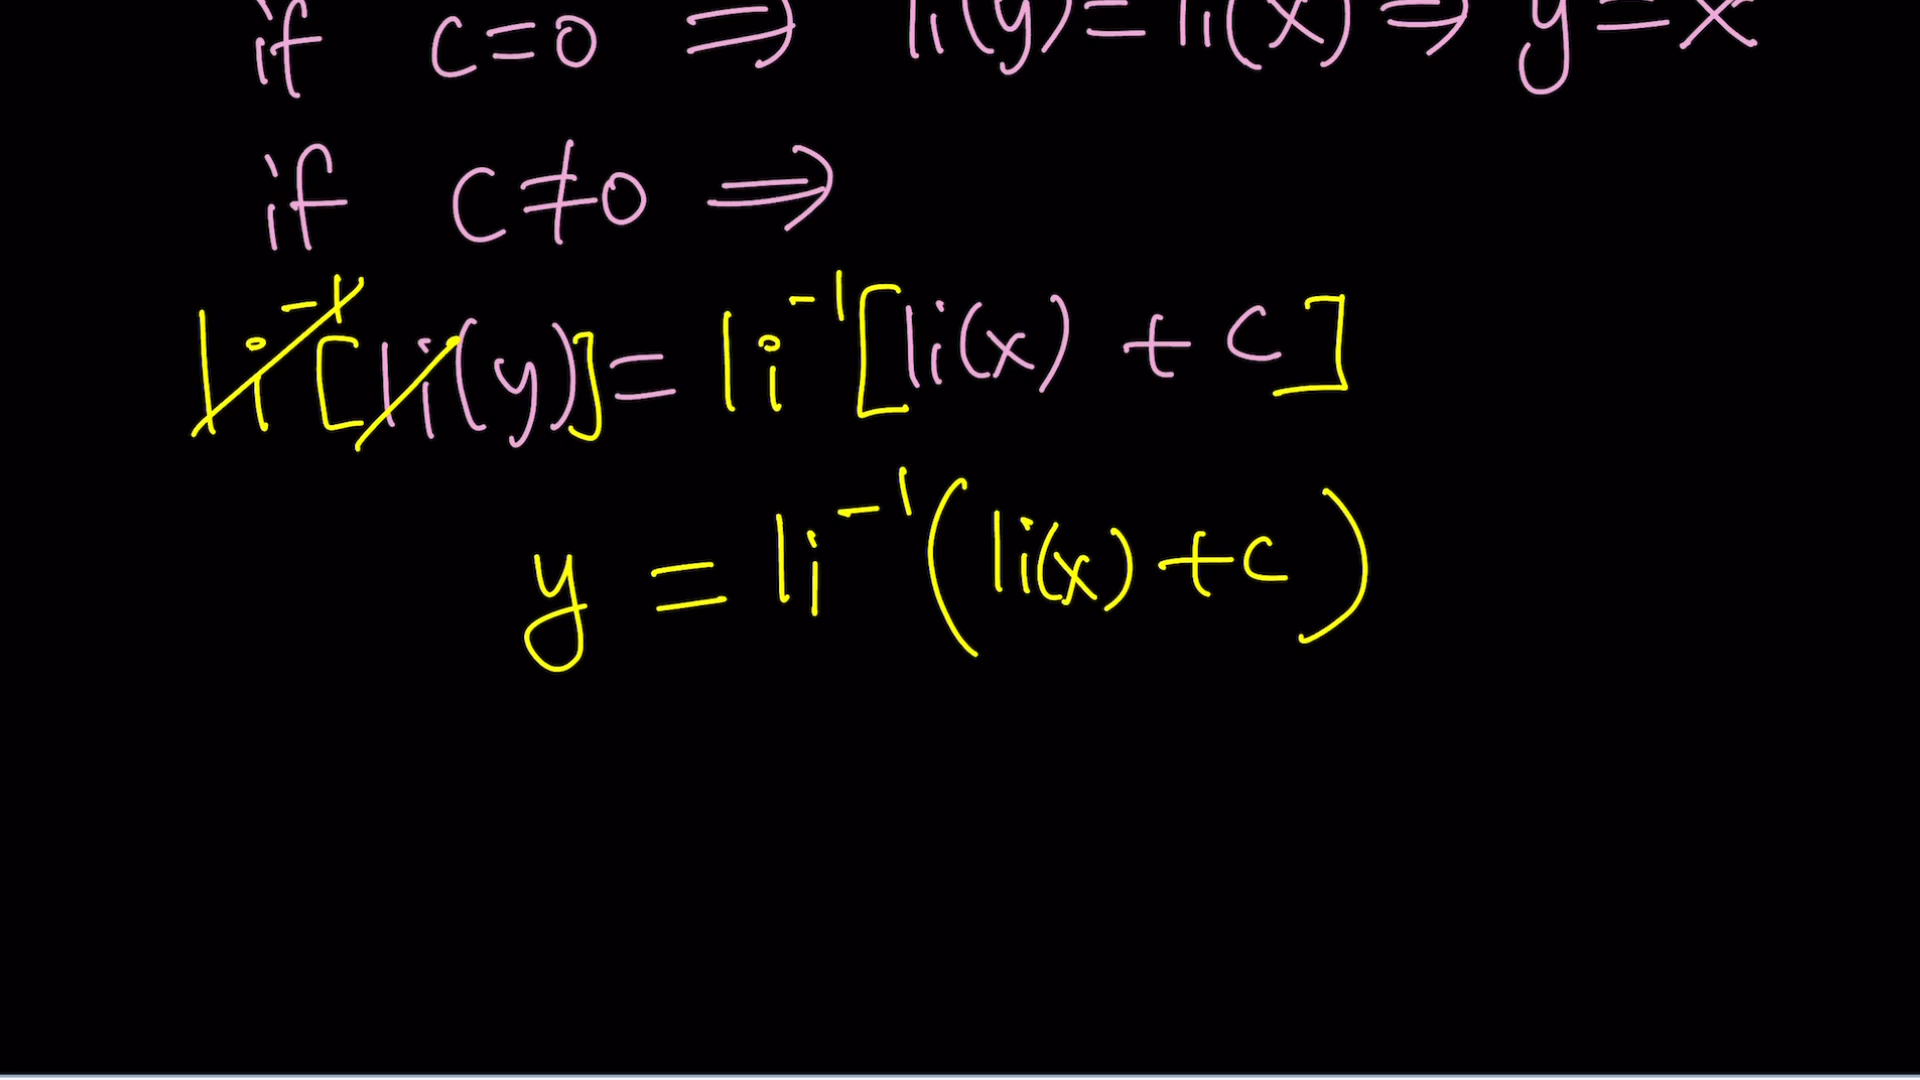 if c=0 ⇒ li(y)=li(x) ⇒ y=x
if c≠0 ⇒
li⁻¹[li(y)]=li⁻¹[li(x) + c]
y = li⁻¹(li(x)+c)